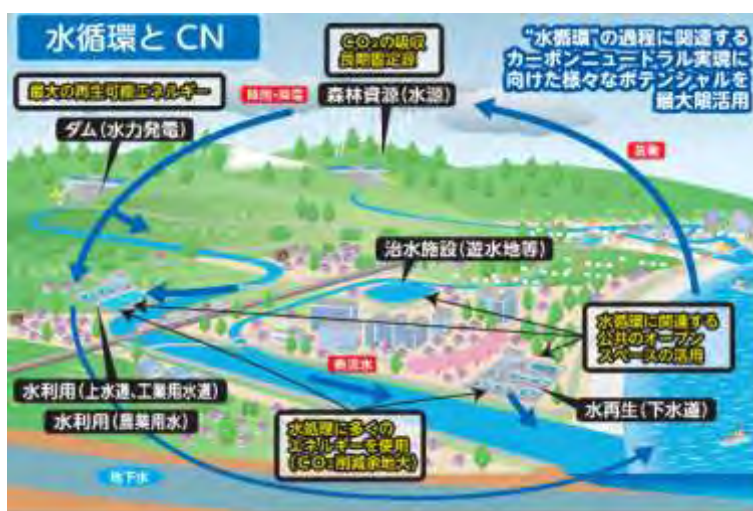 水循環と CN
CO₂の吸収
長期固定録
"水循環"の過程に関連する
カーボンニュートラル実現に
向けた様々なポテンシャルを
最大限活用
最大の再生可能エネルギー
森林資源(水源)
ダム(水力発電)
蒸発
治水施設(遊水地等)
水循環に関連する
公共のオープン
スペースの活用
表流水
水利用(上水道、工業用水道)
水利用(農業用水)
水処理に多くの
エネルギーを使用
(CO₂削減余地大)
水再生(下水道)
地下水